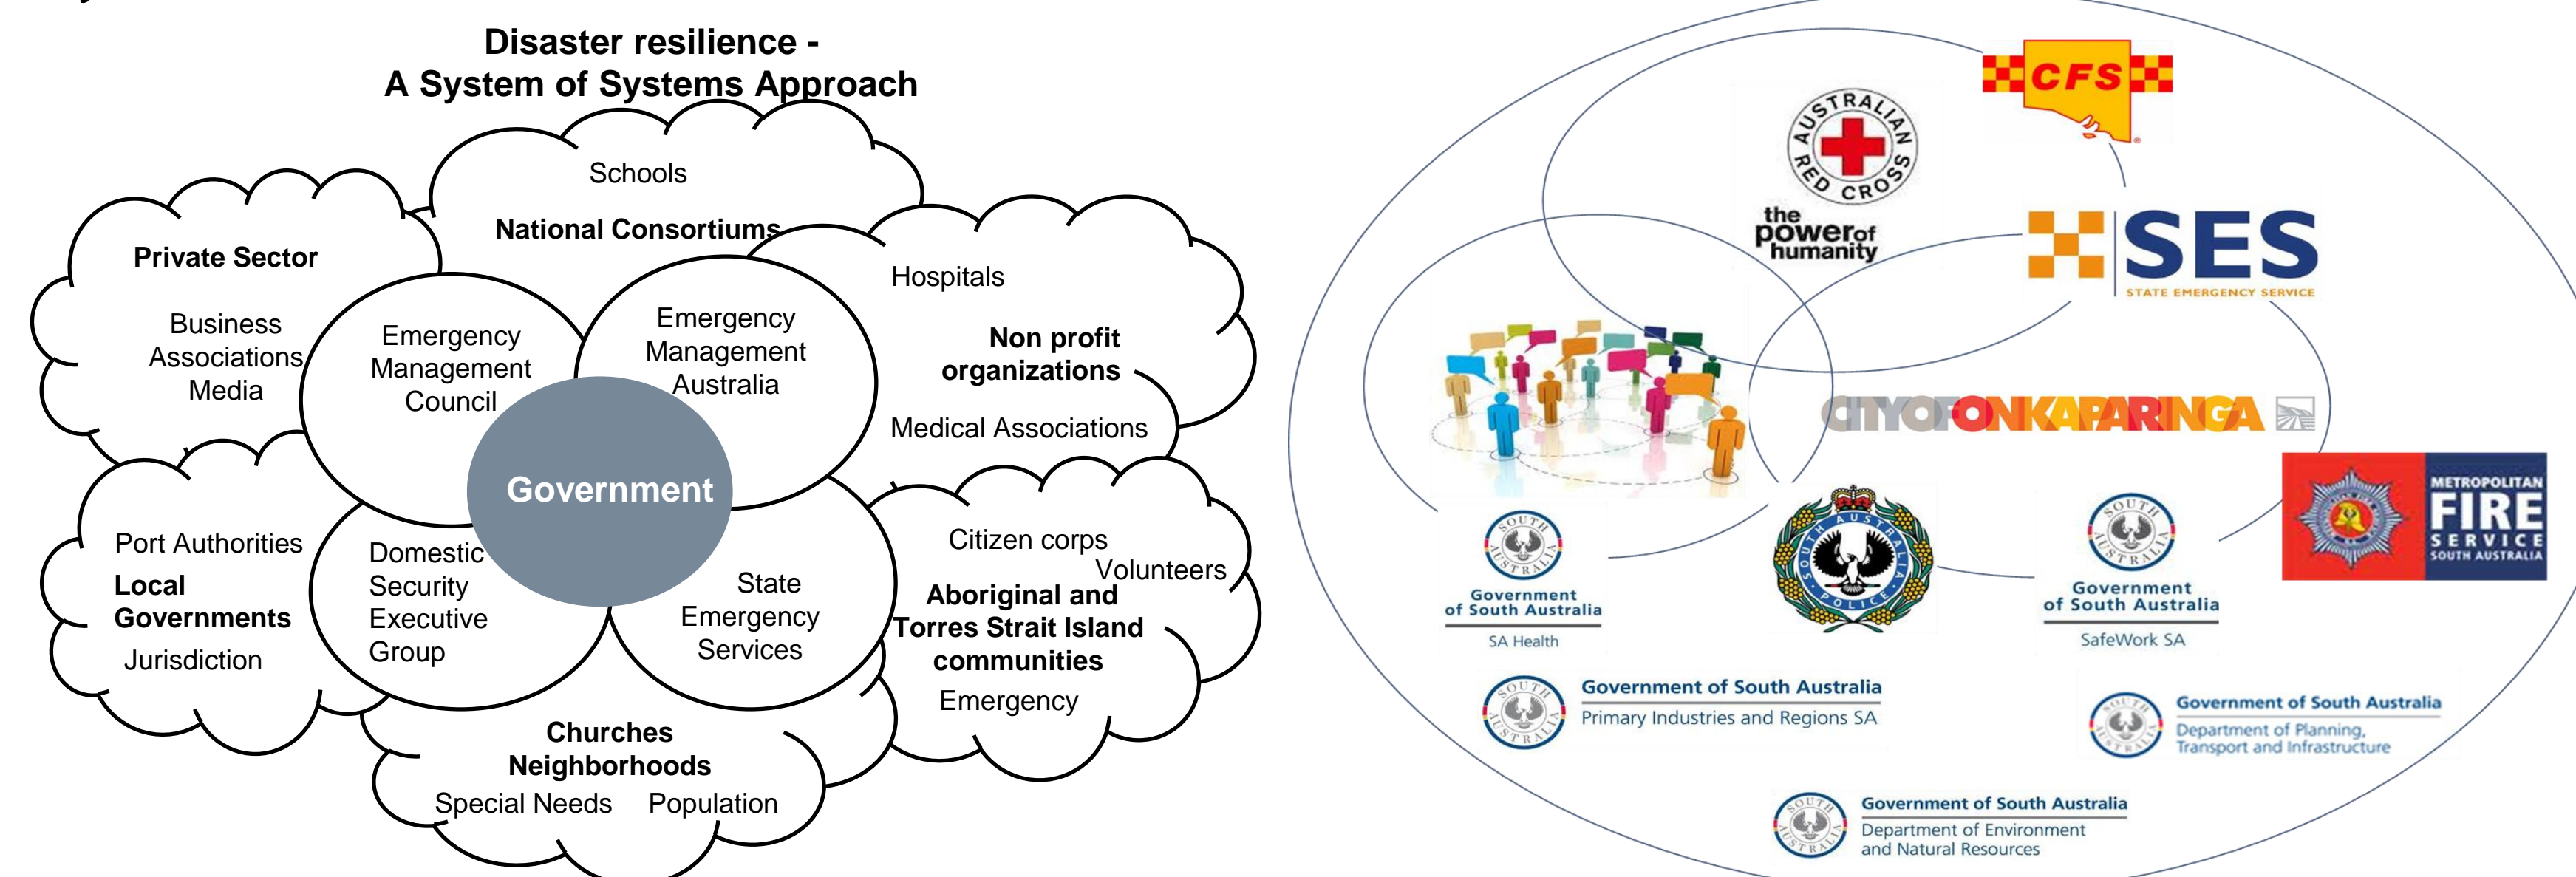 Disaster resilience -
A System of Systems Approach
Schools
National Consortiums
Private Sector
Business
Associations
Media
Emergency
Management
Council
Emergency
Management
Australia
Hospitals
Non profit
organizations
Medical Associations
Government
Port Authorities
Local
Governments
Jurisdiction
Domestic
Security
Executive
Group
State
Emergency
Services
Citizen corps
Volunteers
Aboriginal and
Torres Strait Island
communities
Emergency
Churches
Neighborhoods
Special Needs Population
CFS
AUSTRALIAN
RED CROSS
the
power of
humanity
SES
STATE EMERGENCY SERVICE
CITYOFONKAPARINGA
METROPOLITAN
FIRE
SERVICE
SOUTH AUSTRALIA
SOUTH
AUSTRALIA
Government
of South Australia
SA Health
SOUTH AUSTRALIA
POLICE
SOUTH
AUSTRALIA
Government
of South Australia
SafeWork SA
SOUTH
AUSTRALIA
Government of South Australia
Primary Industries and Regions SA
SOUTH
AUSTRALIA
Government of South Australia
Department of Planning,
Transport and Infrastructure
SOUTH
AUSTRALIA
Government of South Australia
Department of Environment
and Natural Resources